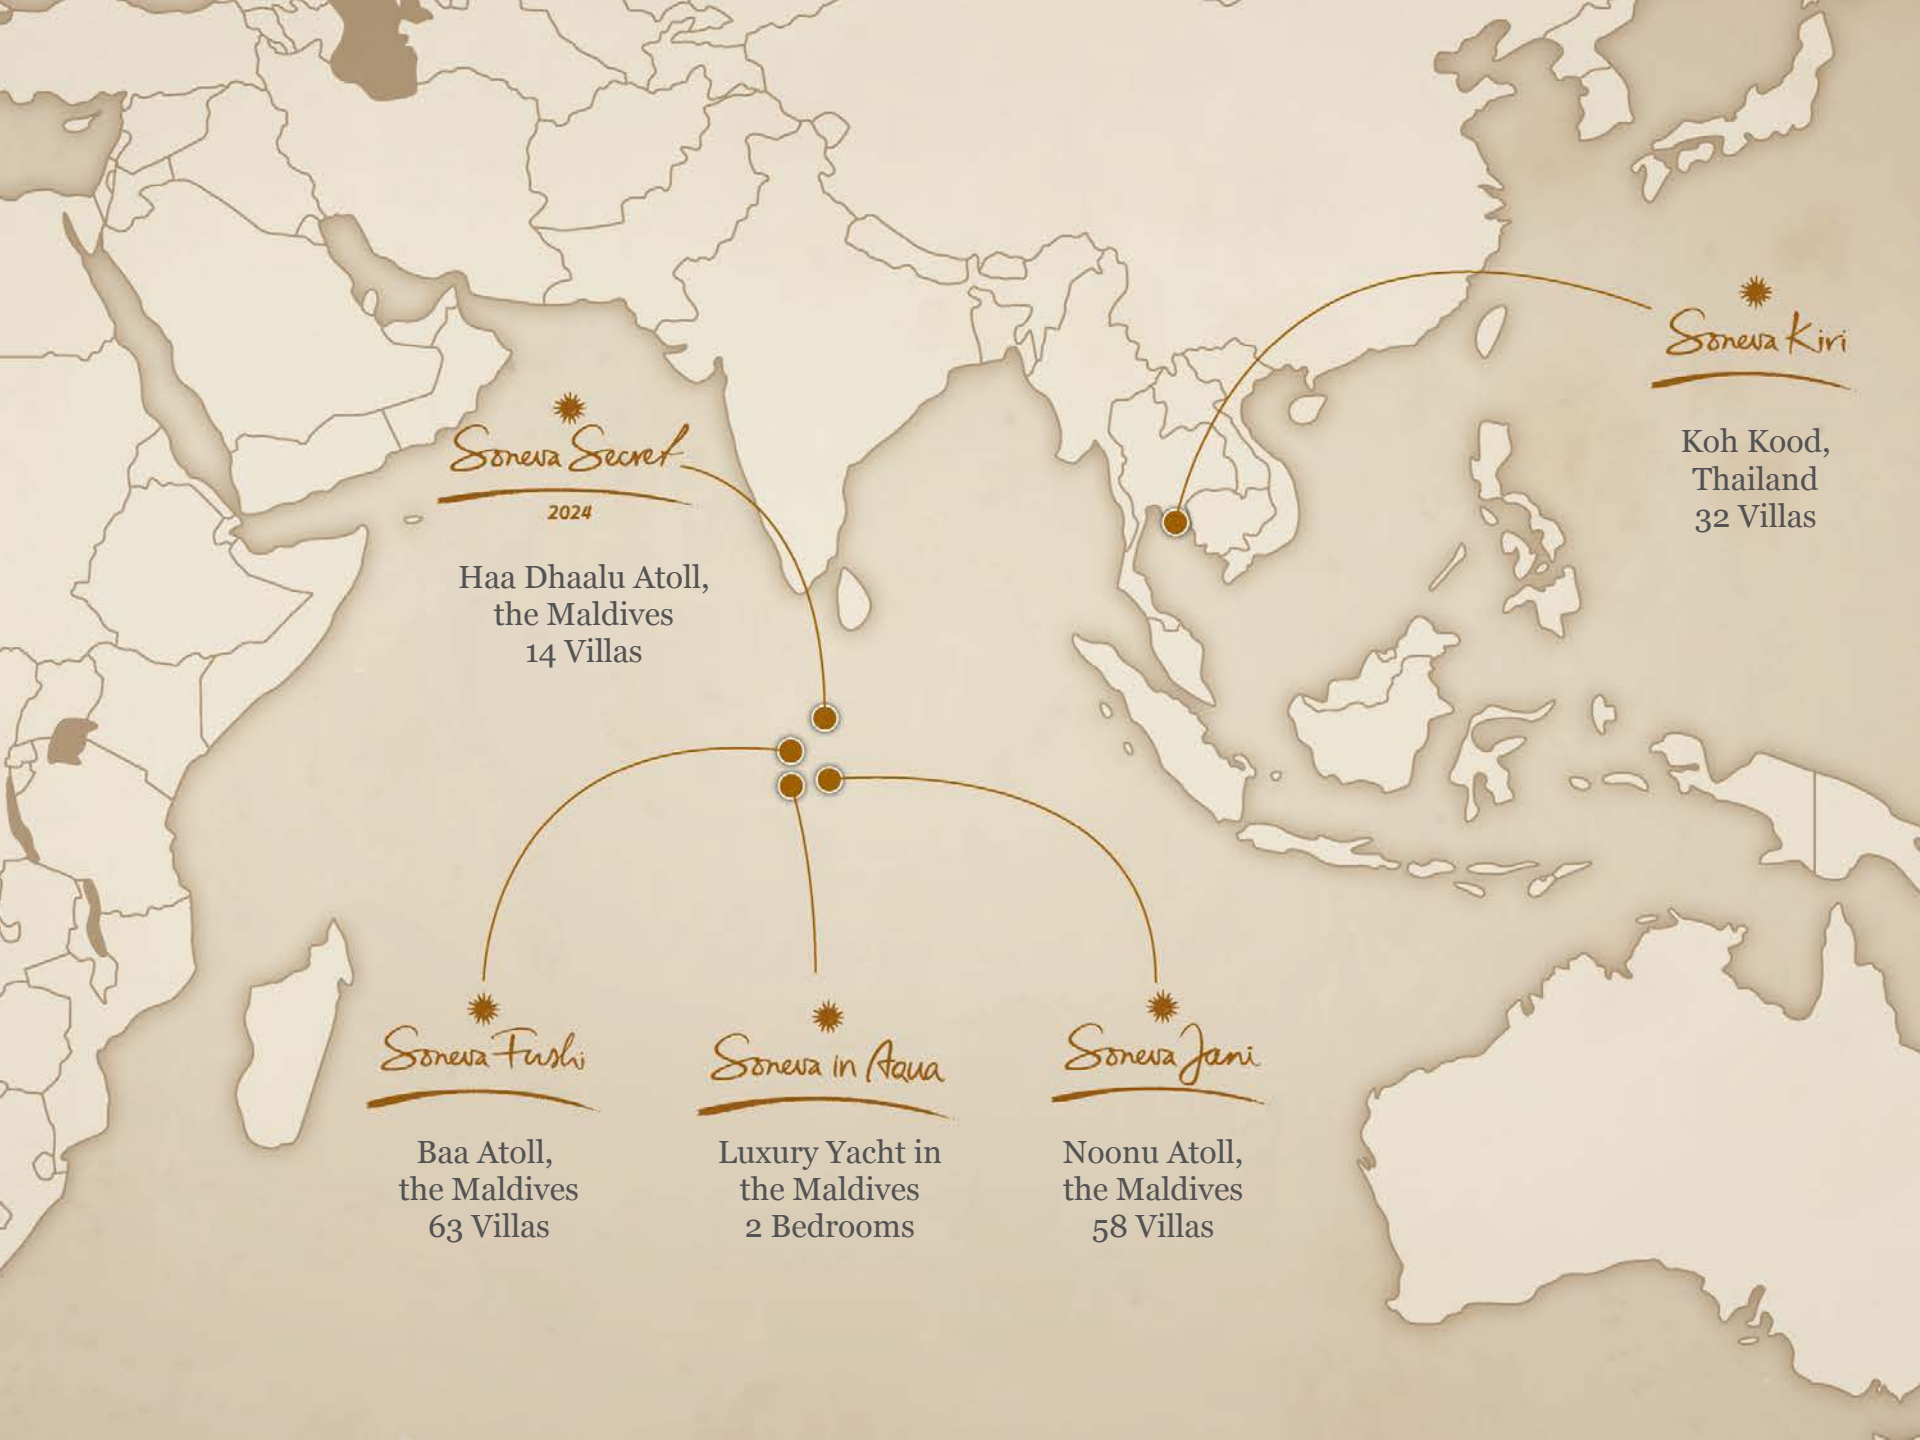 Soneva Kiri
Koh Kood,
Thailand
32 Villas
Soneva Secret
2024
Haa Dhaalu Atoll,
the Maldives
14 Villas
Soneva Fushi
Baa Atoll,
the Maldives
63 Villas
Soneva in Aqua
Luxury Yacht in
the Maldives
2 Bedrooms
Soneva Jani
Noonu Atoll,
the Maldives
58 Villas